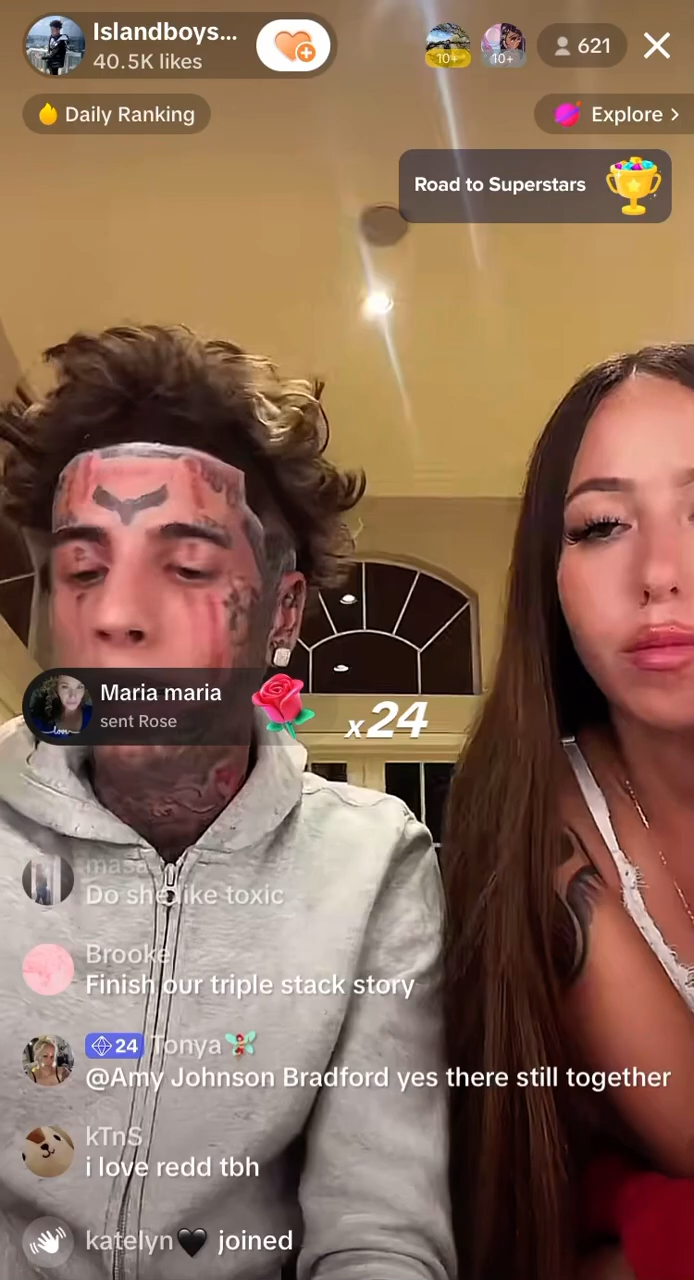 Islandboys...
40.5K likes
10+
10+
621
Daily Ranking
Explore >
Road to Superstars
Maria maria
sent Rose
x24
love
masa
Do she like toxic
Brooke
Finish our triple stack story
24 Tonya
@Amy Johnson Bradford yes there still together
kTnS
i love redd tbh
katelyn🖤 joined